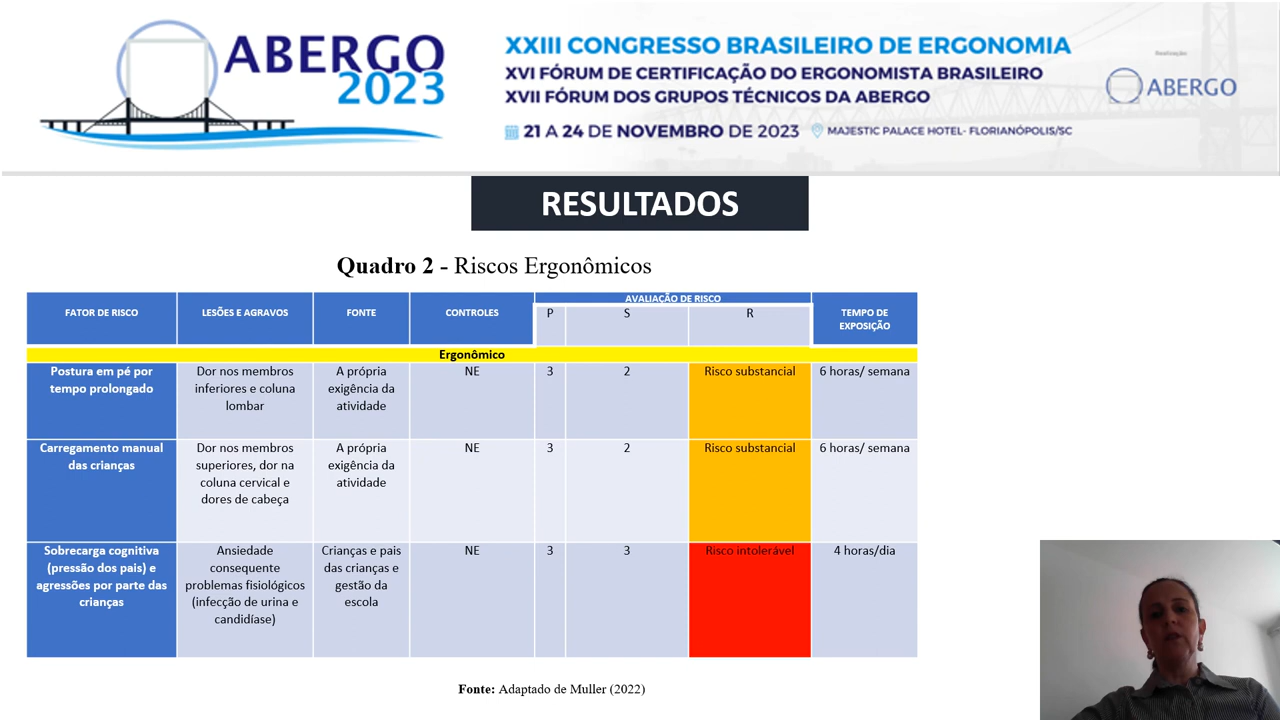 ABERGO
2023
XXIII CONGRESSO BRASILEIRO DE ERGONOMIA
XVI FÓRUM DE CERTIFICAÇÃO DO ERGONOMISTA BRASILEIRO
XVII FÓRUM DOS GRUPOS TÉCNICOS DA ABERGO
21 A 24 DE NOVEMBRO DE 2023
MAJESTIC PALACE HOTEL- FLORIANÓPOLIS/SC
Realização
ABERGO
RESULTADOS
Quadro 2 - Riscos Ergonômicos
FATOR DE RISCO
LESÕES E AGRAVOS
FONTE
CONTROLES
AVALIAÇÃO DE RISCO
P
S
R
TEMPO DE
EXPOSIÇÃO
Ergonômico
Postura em pé por
tempo prolongado
Dor nos membros
inferiores e coluna
lombar
A própria
exigência da
atividade
NE
3
2
Risco substancial
6 horas/ semana
Carregamento manual
das crianças
Dor nos membros
superiores, dor na
coluna cervical e
dores de cabeça
A própria
exigência da
atividade
NE
3
2
Risco substancial
6 horas/ semana
Sobrecarga cognitiva
(pressão dos pais) e
agressões por parte das
crianças
Ansiedade
consequente
problemas fisiológicos
(infecção de urina e
candidíase)
Crianças e pais
das crianças e
gestão da
escola
NE
3
3
Risco intolerável
4 horas/dia
Fonte: Adaptado de Muller (2022)